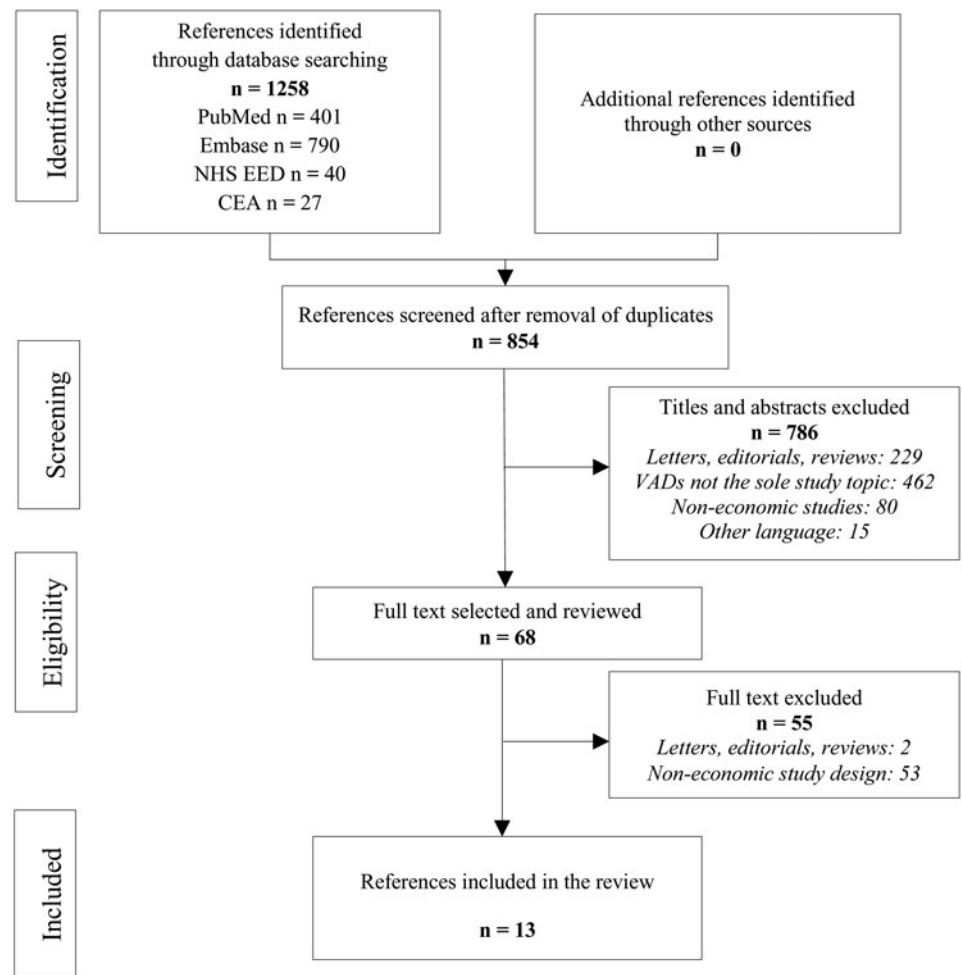 Identification
References identified
through database searching
n = 1258
PubMed n = 401
Embase n = 790
NHS EED n = 40
CEA n = 27
Additional references identified
through other sources
n = 0
Screening
References screened after removal of duplicates
n = 854
Titles and abstracts excluded
n = 786
Letters, editorials, reviews: 229
VADs not the sole study topic: 462
Non-economic studies: 80
Other language: 15
Eligibility
Full text selected and reviewed
n = 68
Full text excluded
n = 55
Letters, editorials, reviews: 2
Non-economic study design: 53
Included
References included in the review
n = 13